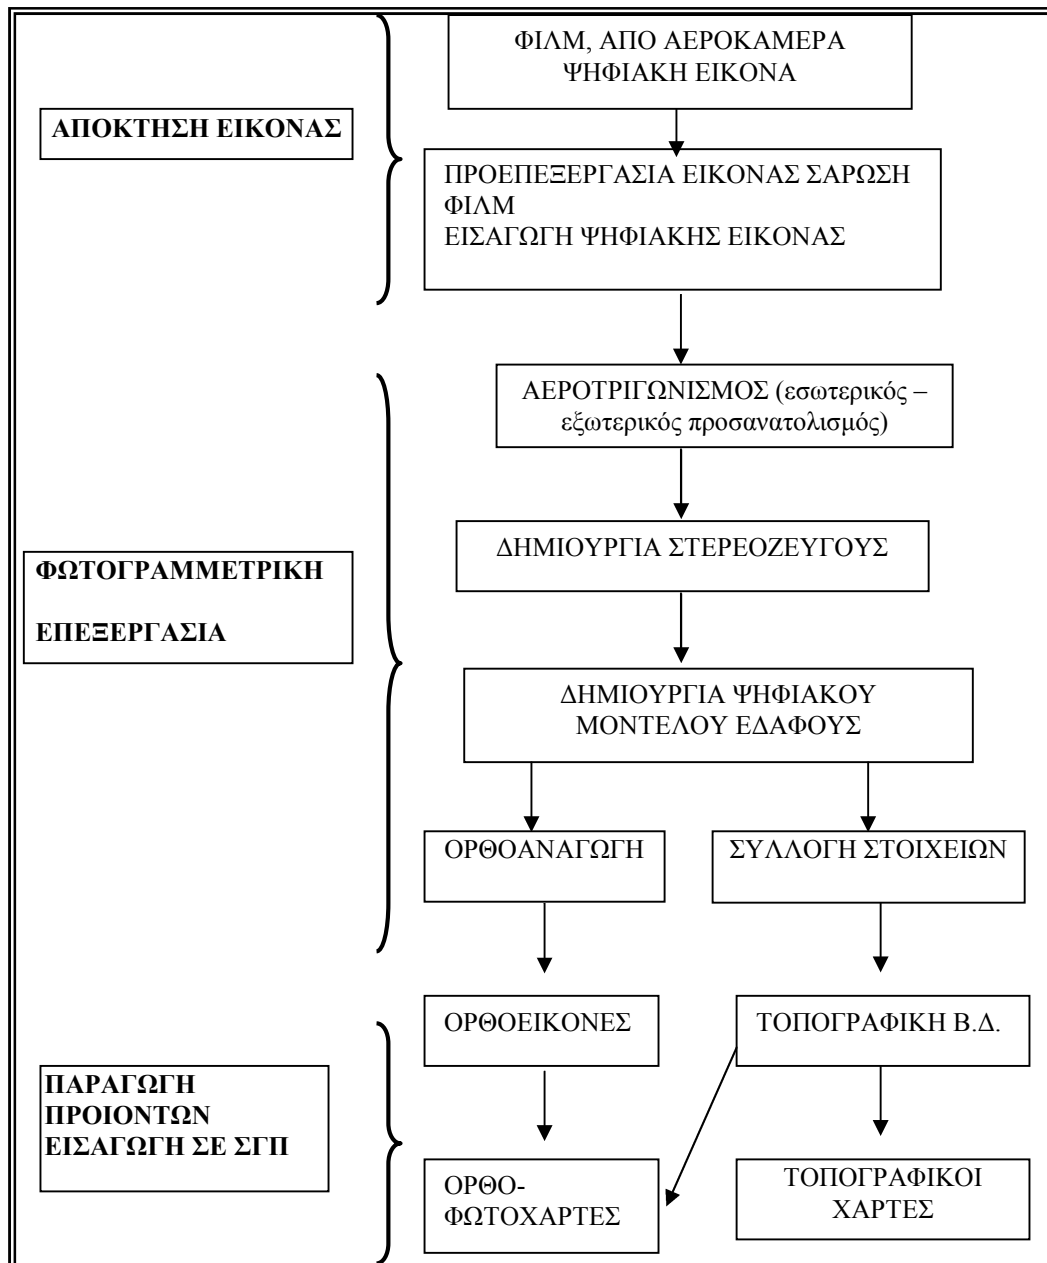 ΦΙΛΜ, ΑΠΟ ΑΕΡΟΚΑΜΕΡΑ
ΨΗΦΙΑΚΗ ΕΙΚΟΝΑ
ΑΠΟΚΤΗΣΗ ΕΙΚΟΝΑΣ
ΠΡΟΕΠΕΞΕΡΓΑΣΙΑ ΕΙΚΟΝΑΣ ΣΑΡΩΣΗ
ΦΙΛΜ
ΕΙΣΑΓΩΓΗ ΨΗΦΙΑΚΗΣ ΕΙΚΟΝΑΣ
ΑΕΡΟΤΡΙΓΩΝΙΣΜΟΣ (εσωτερικός –
εξωτερικός προσανατολισμός)
ΔΗΜΙΟΥΡΓΙΑ ΣΤΕΡΕΟΖΕΥΓΟΥΣ
ΦΩΤΟΓΡΑΜΜΕΤΡΙΚΗ
ΕΠΕΞΕΡΓΑΣΙΑ
ΔΗΜΙΟΥΡΓΙΑ ΨΗΦΙΑΚΟΥ
ΜΟΝΤΕΛΟΥ ΕΔΑΦΟΥΣ
ΟΡΘΟΑΝΑΓΩΓΗ
ΣΥΛΛΟΓΗ ΣΤΟΙΧΕΙΩΝ
ΟΡΘΟΕΙΚΟΝΕΣ
ΤΟΠΟΓΡΑΦΙΚΗ Β.Δ.
ΠΑΡΑΓΩΓΗ
ΠΡΟΙΟΝΤΩΝ
ΕΙΣΑΓΩΓΗ ΣΕ ΣΓΠ
ΟΡΘΟ-
ΦΩΤΟΧΑΡΤΕΣ
ΤΟΠΟΓΡΑΦΙΚΟΙ
ΧΑΡΤΕΣ